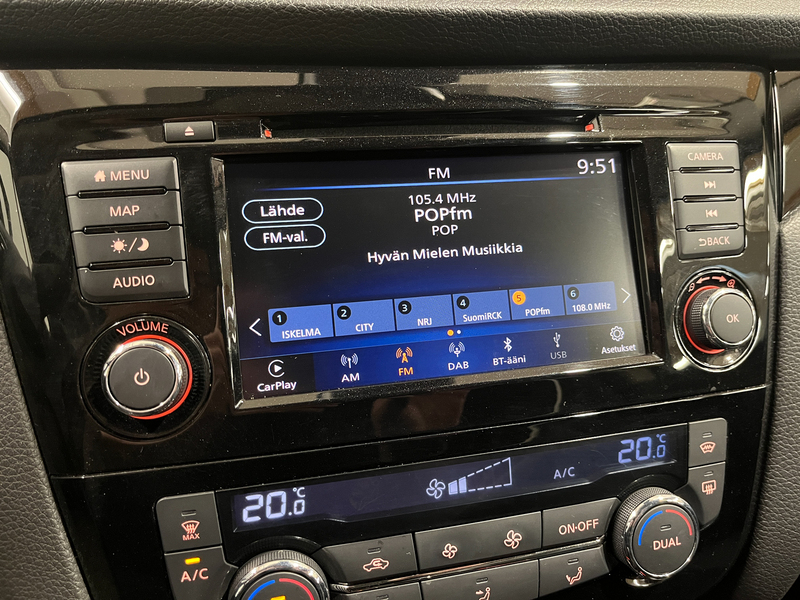 MENU
MAP
AUDIO
VOLUME
FM
9:51
Lähde
FM-val.
105.4 MHz
POPfm
POP
Hyvän Mielen Musiikkia
1 ISKELMA
2 CITY
3 NRJ
4 SuomiRCK
5 POPfm
6 108.0 MHz
CarPlay
AM
FM
DAB
BT-ääni
USB
Asetukset
CAMERA
BACK
OK
20.0 °C
A/C
20.0 °C
MAX
A/C
ON·OFF
DUAL